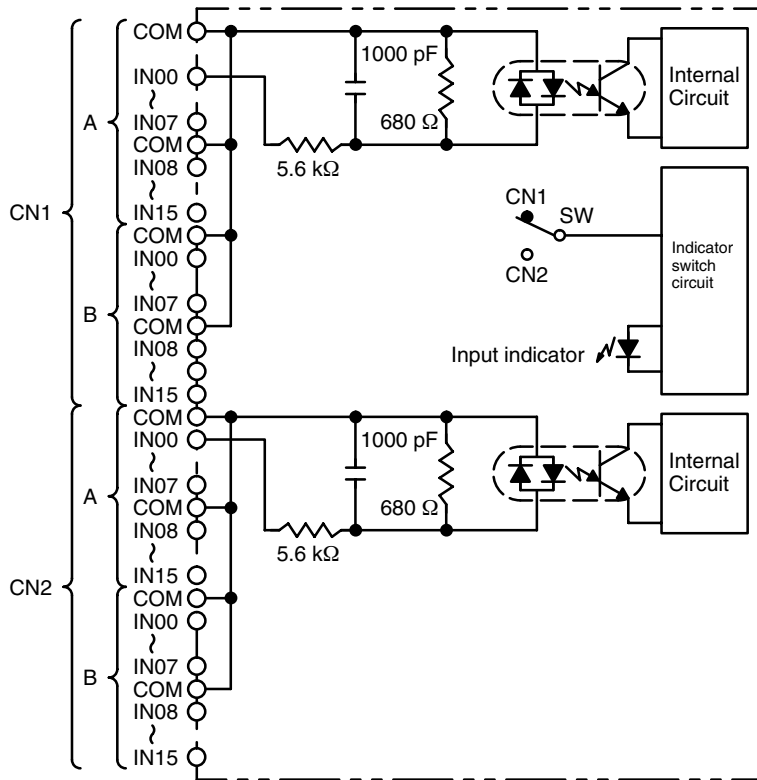 COM
1000 pF
IN00
Internal
Circuit
A
IN07
680 Ω
COM
IN08
5.6 kΩ
IN15
CN1
CN1
SW
COM
IN00
CN2
Indicator
switch
circuit
B
IN07
COM
IN08
Input indicator
IN15
COM
1000 pF
IN00
Internal
Circuit
A
IN07
680 Ω
COM
IN08
5.6 kΩ
IN15
CN2
COM
IN00
B
IN07
COM
IN08
IN15